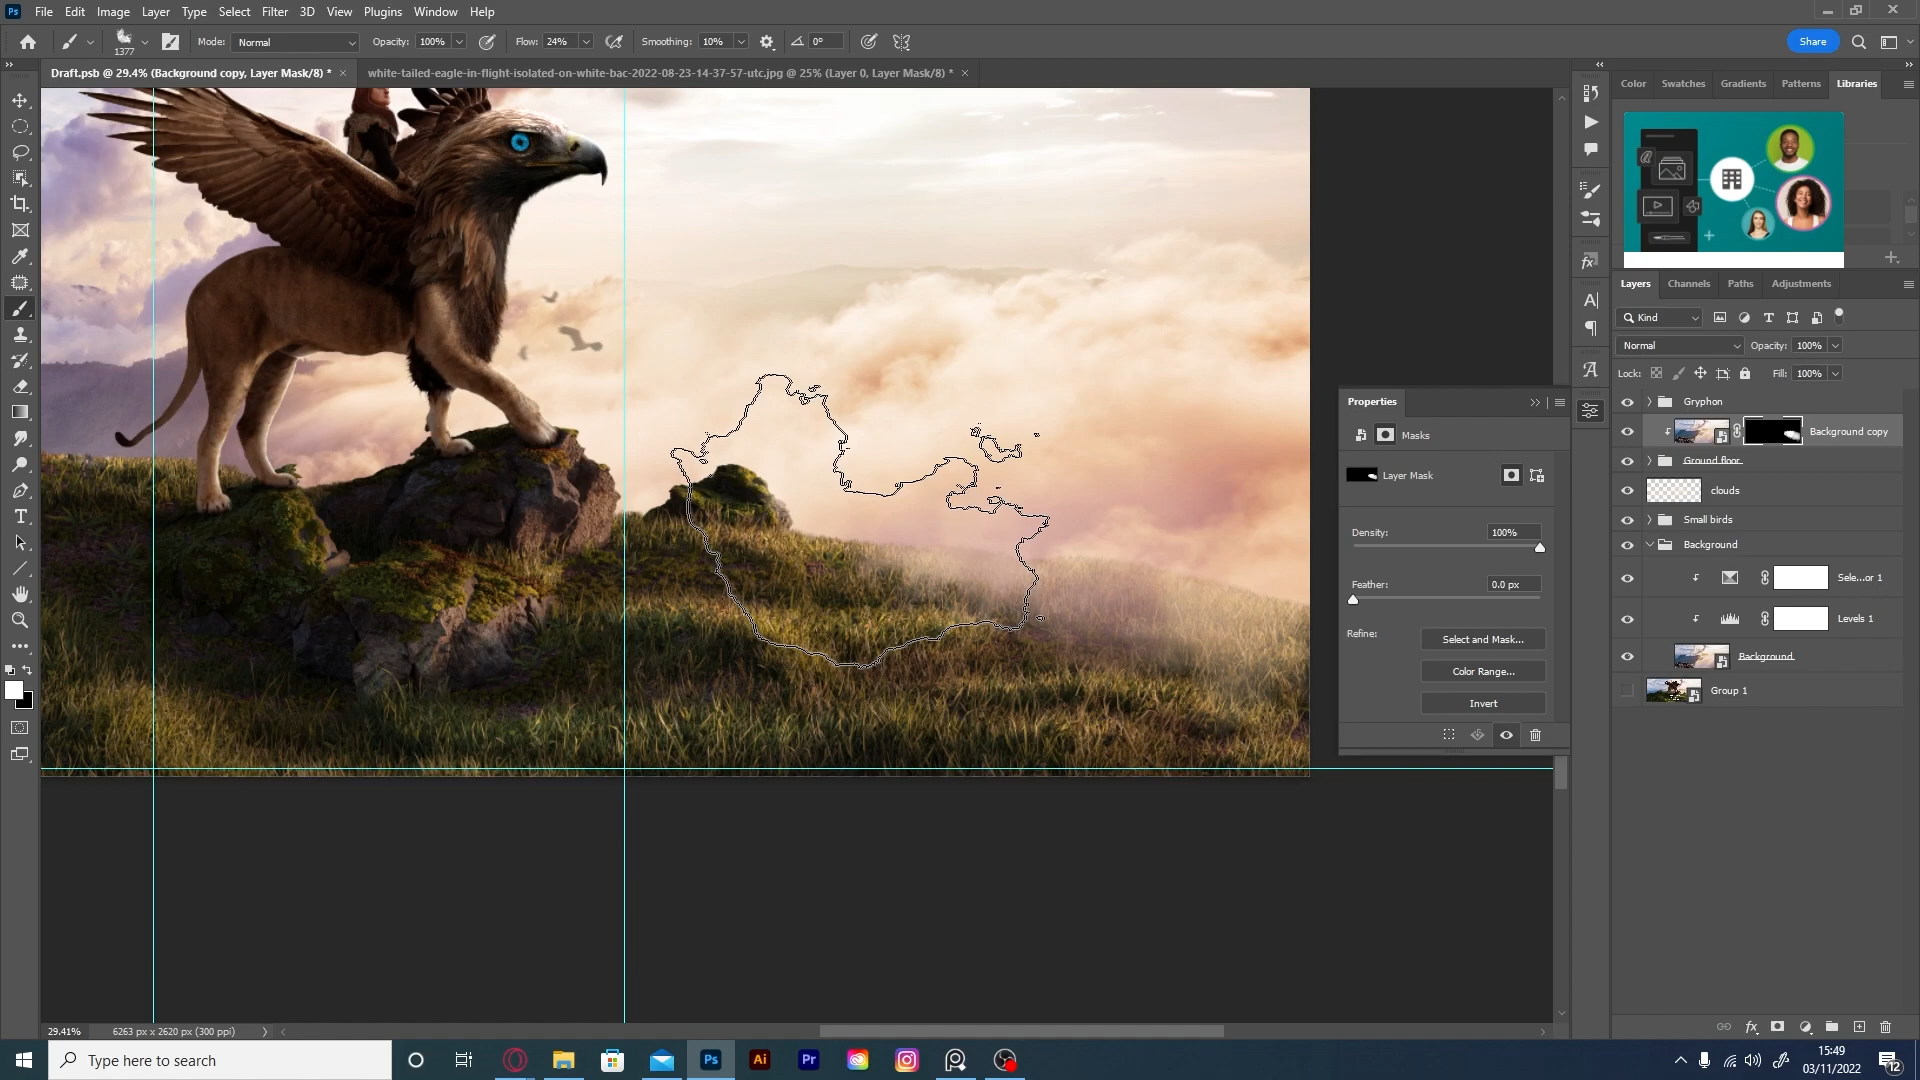 Ps File Edit Image Layer Type Select Filter 3D View Plugins Window Help
1377 Mode: Normal Opacity: 100% Flow: 24% Smoothing: 10% 0° Share
Draft.psb @ 29.4% (Background copy, Layer Mask/8) * × white-tailed-eagle-in-flight-isolated-on-white-bac-2022-08-23-14-37-57-utc.jpg @ 25% (Layer 0, Layer Mask/8) * ×
Color Swatches Gradients Patterns Libraries
Layers Channels Paths Adjustments
Kind
Normal Opacity: 100%
Lock: Fill: 100%
Gryphon
Background copy
Ground floor
clouds
Small birds
Background
Sele...or 1
Levels 1
Background
Group 1
Properties
Masks
Layer Mask
Density: 100%
Feather: 0.0 px
Refine: Select and Mask...
Color Range...
Invert
29.41% 6263 px x 2620 px (300 ppi)
Type here to search
Ps Ai Pr
15:49
03/11/2022
12